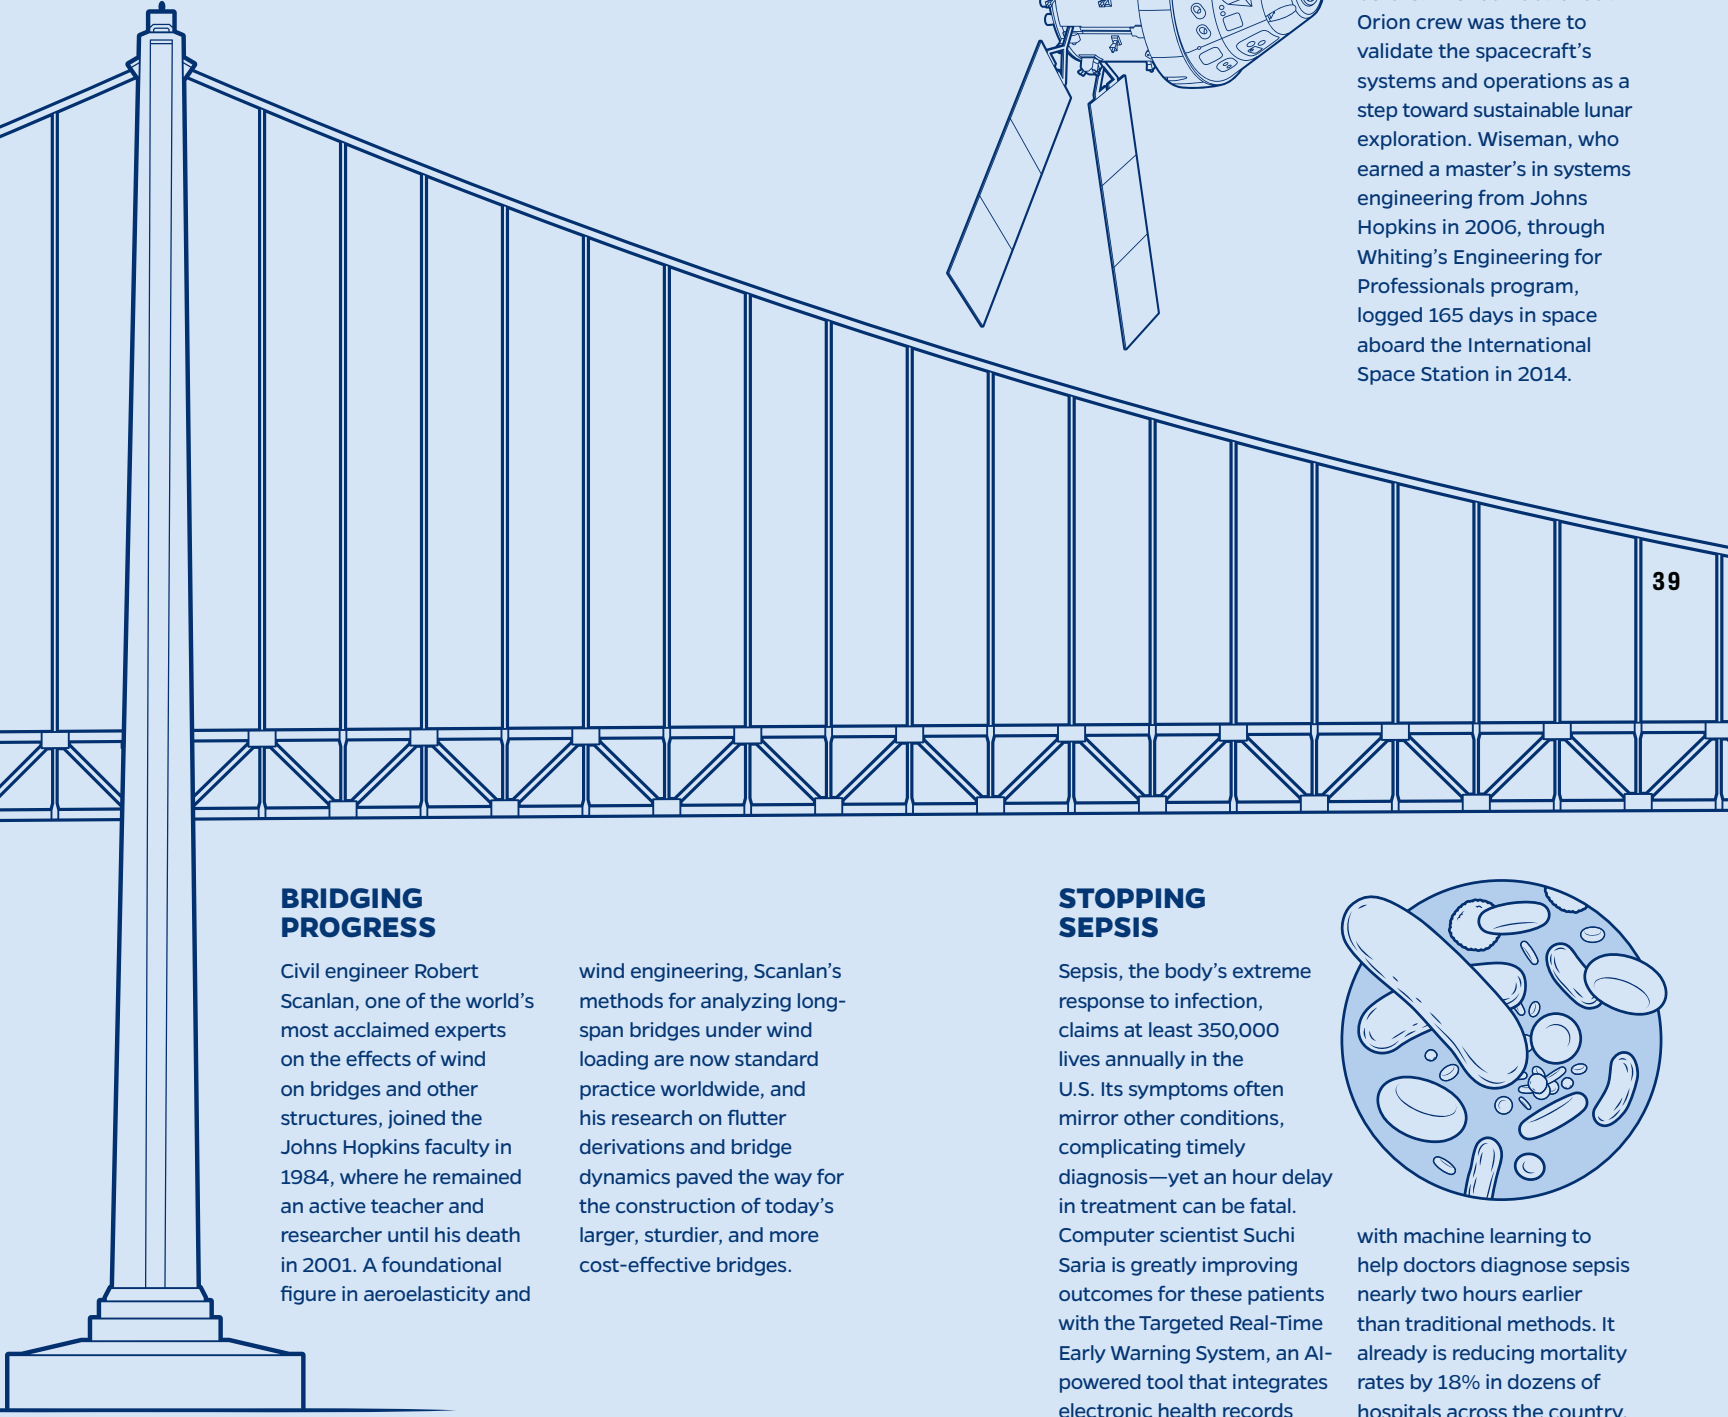 Orion crew was there to
validate the spacecraft's
systems and operations as a
step toward sustainable lunar
exploration. Wiseman, who
earned a master's in systems
engineering from Johns
Hopkins in 2006, through
Whiting's Engineering for
Professionals program,
logged 165 days in space
aboard the International
Space Station in 2014.
39
BRIDGING
PROGRESS
Civil engineer Robert
Scanlan, one of the world's
most acclaimed experts
on the effects of wind
on bridges and other
structures, joined the
Johns Hopkins faculty in
1984, where he remained
an active teacher and
researcher until his death
in 2001. A foundational
figure in aeroelasticity and
wind engineering, Scanlan's
methods for analyzing long-
span bridges under wind
loading are now standard
practice worldwide, and
his research on flutter
derivations and bridge
dynamics paved the way for
the construction of today's
larger, sturdier, and more
cost-effective bridges.
STOPPING
SEPSIS
Sepsis, the body's extreme
response to infection,
claims at least 350,000
lives annually in the
U.S. Its symptoms often
mirror other conditions,
complicating timely
diagnosis—yet an hour delay
in treatment can be fatal.
Computer scientist Suchi
Saria is greatly improving
outcomes for these patients
with the Targeted Real-Time
Early Warning System, an AI-
powered tool that integrates
electronic health records
with machine learning to
help doctors diagnose sepsis
nearly two hours earlier
than traditional methods. It
already is reducing mortality
rates by 18% in dozens of
hospitals across the country.